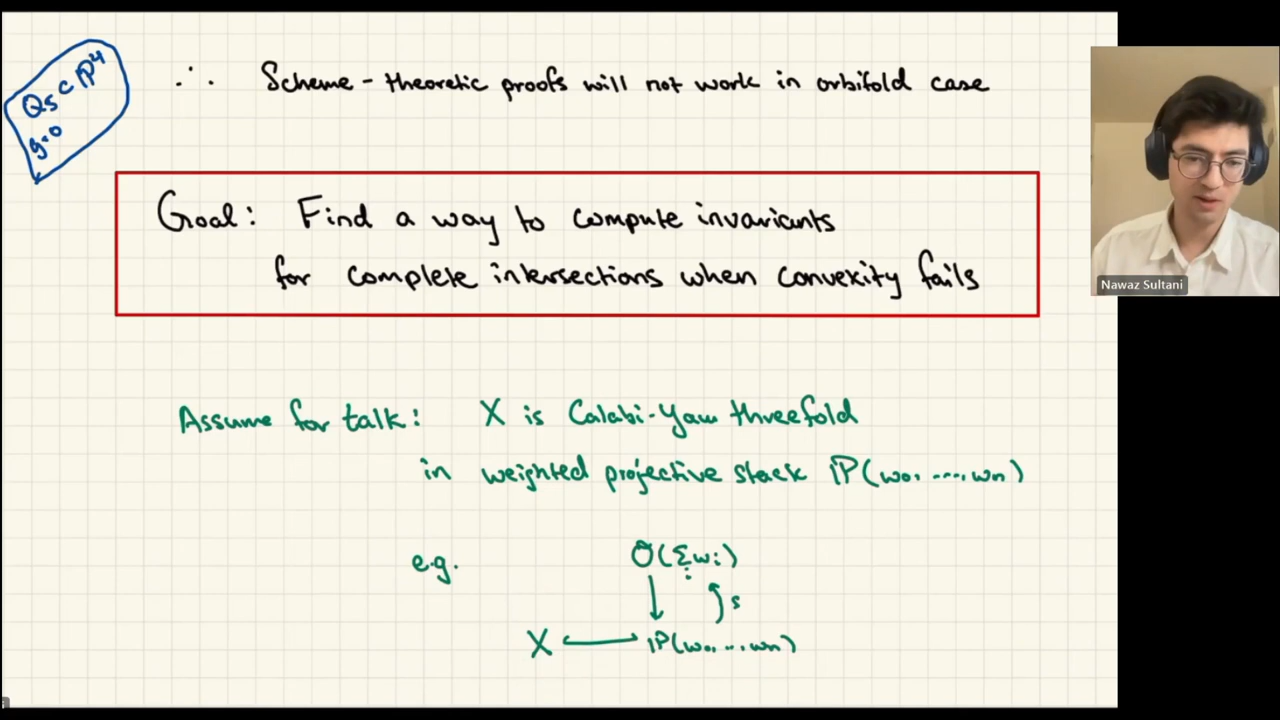 Q5 ⊂ ℙ⁴
g=0
∴ Scheme-theoretic proofs will not work in orbifold case
Goal: Find a way to compute invariants
for complete intersections when convexity fails
Assume for talk: X is Calabi-Yau threefold
in weighted projective stack ℙ(w₀, ..., wₙ)
e.g. O(Σᵢ wᵢ)
↓ s
X ⟶ ℙ(w₀, ..., wₙ)
Nawaz Sultani